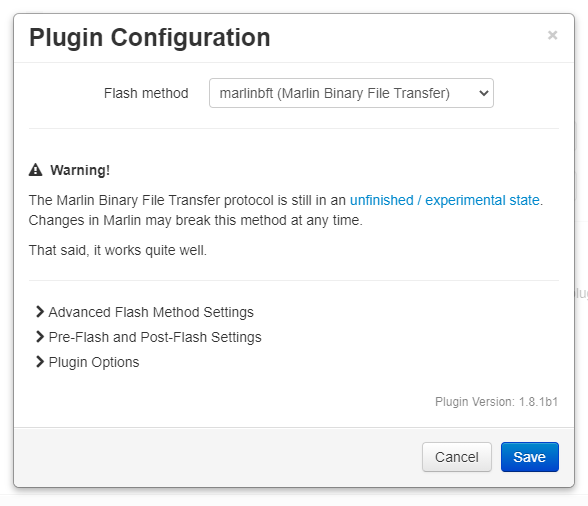 Plugin Configuration
×
Flash method
marlinbft (Marlin Binary File Transfer)
Warning!
The Marlin Binary File Transfer protocol is still in an unfinished / experimental state.
Changes in Marlin may break this method at any time.
That said, it works quite well.
Advanced Flash Method Settings
Pre-Flash and Post-Flash Settings
Plugin Options
Plugin Version: 1.8.1b1
Cancel
Save